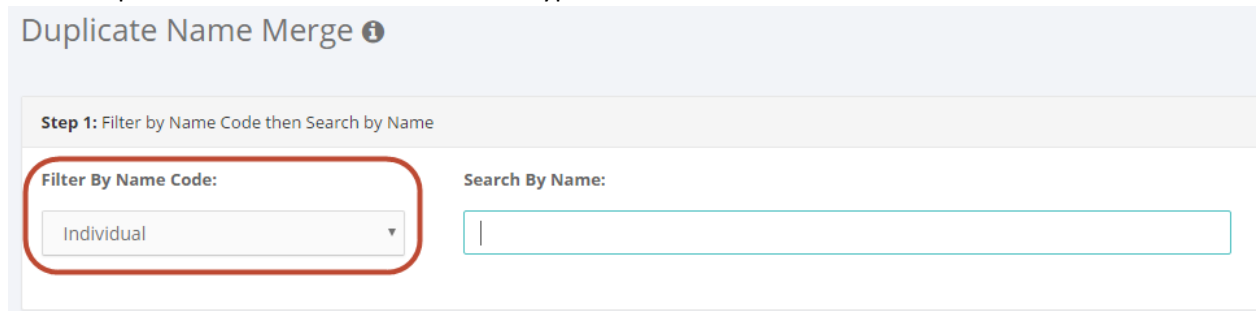 Duplicate Name Merge
Step 1: Filter by Name Code then Search by Name
Filter By Name Code:
Search By Name:
Individual